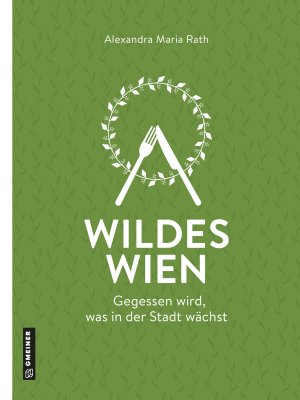 Alexandra Maria Rath
WILDES
WIEN
Gegessen wird,
was in der Stadt wächst
GMEINER